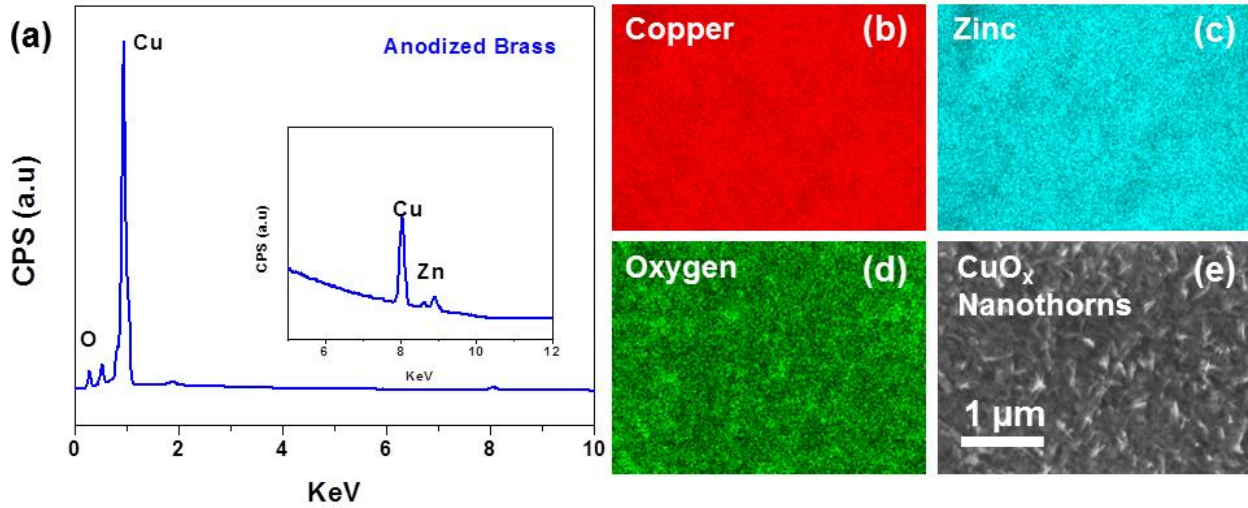 (a)
Cu
Anodized Brass
O
CPS (a.u)
0 2 4 6 8 10
KeV
Cu
Zn
CPS (a.u)
6 8 10 12
KeV
Copper (b)
Zinc (c)
Oxygen (d)
CuOx (e)
Nanothorns
1 μm